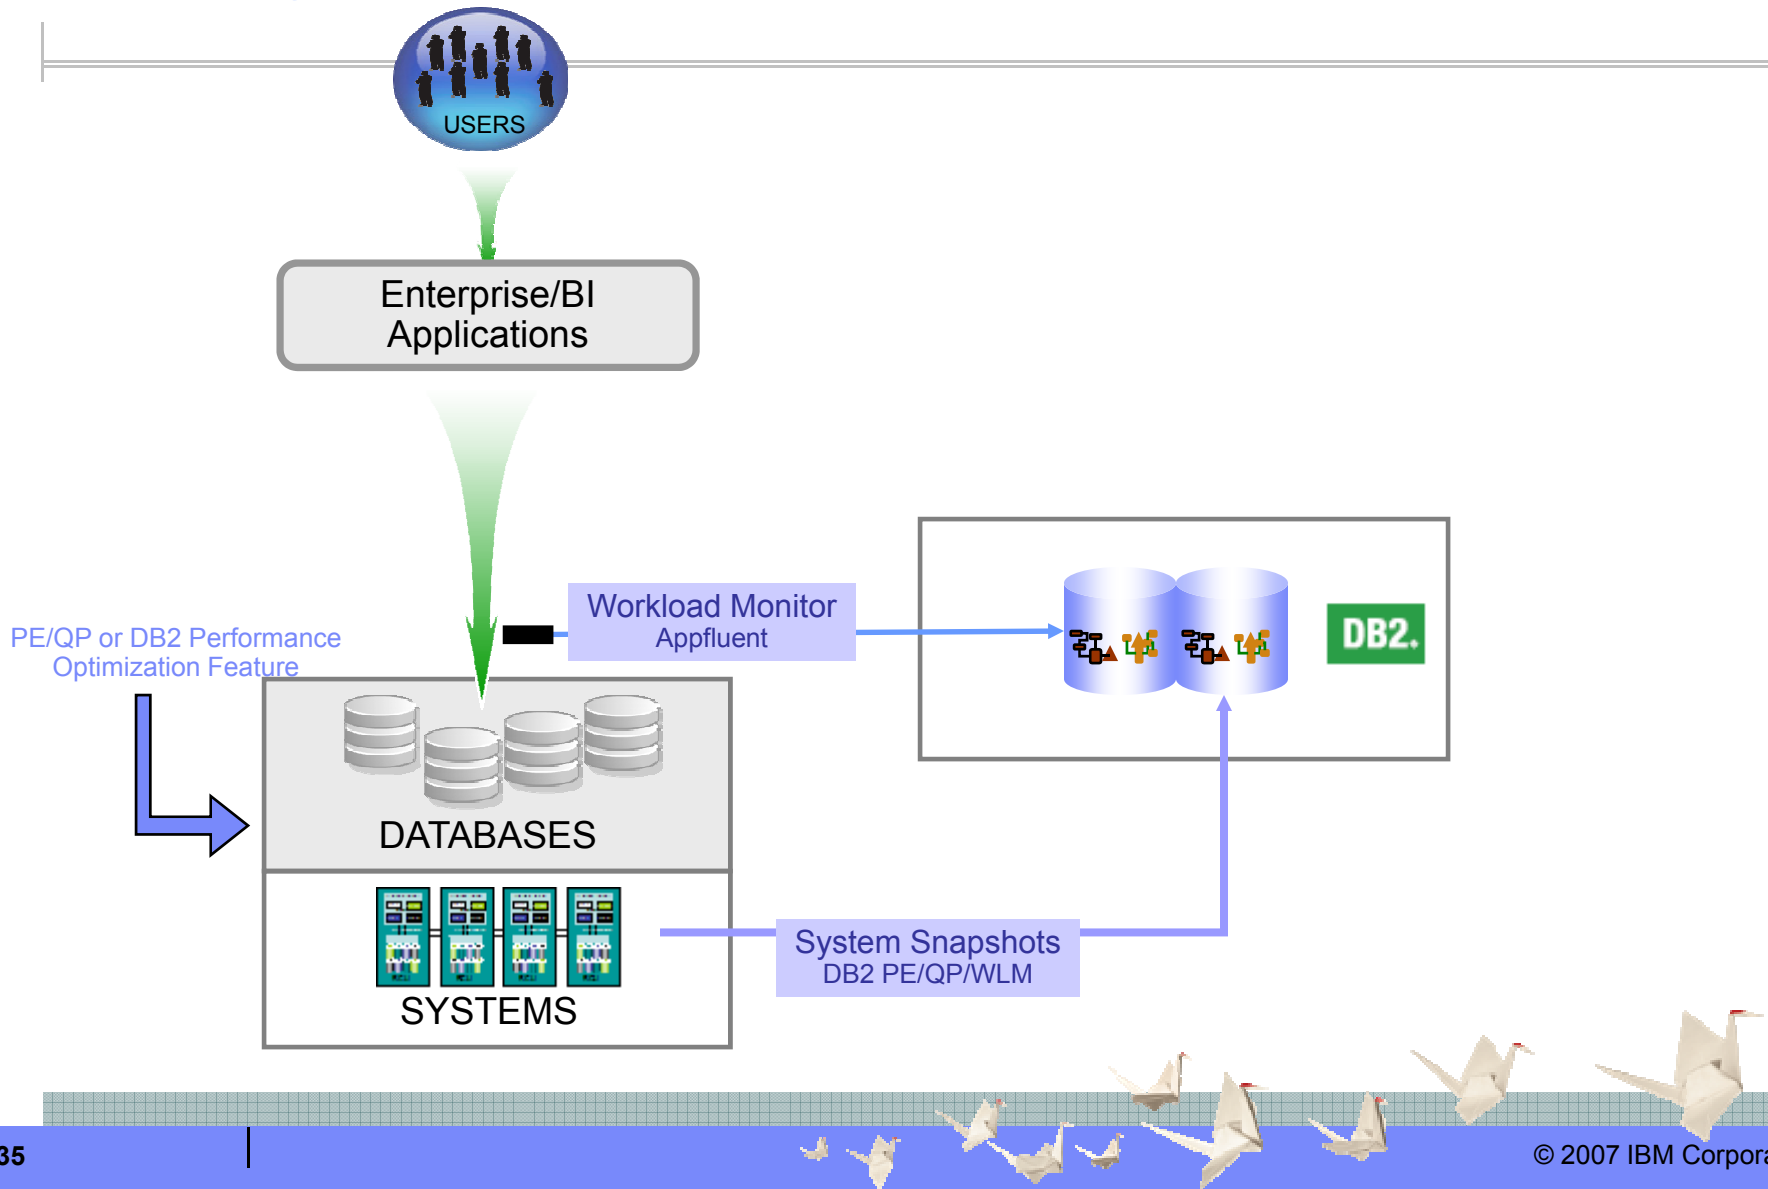 USERS
Enterprise/BI
Applications
Workload Monitor
Appfluent
DB2.
PE/QP or DB2 Performance
Optimization Feature
DATABASES
System Snapshots
DB2 PE/QP/WLM
SYSTEMS
35
© 2007 IBM Corpora